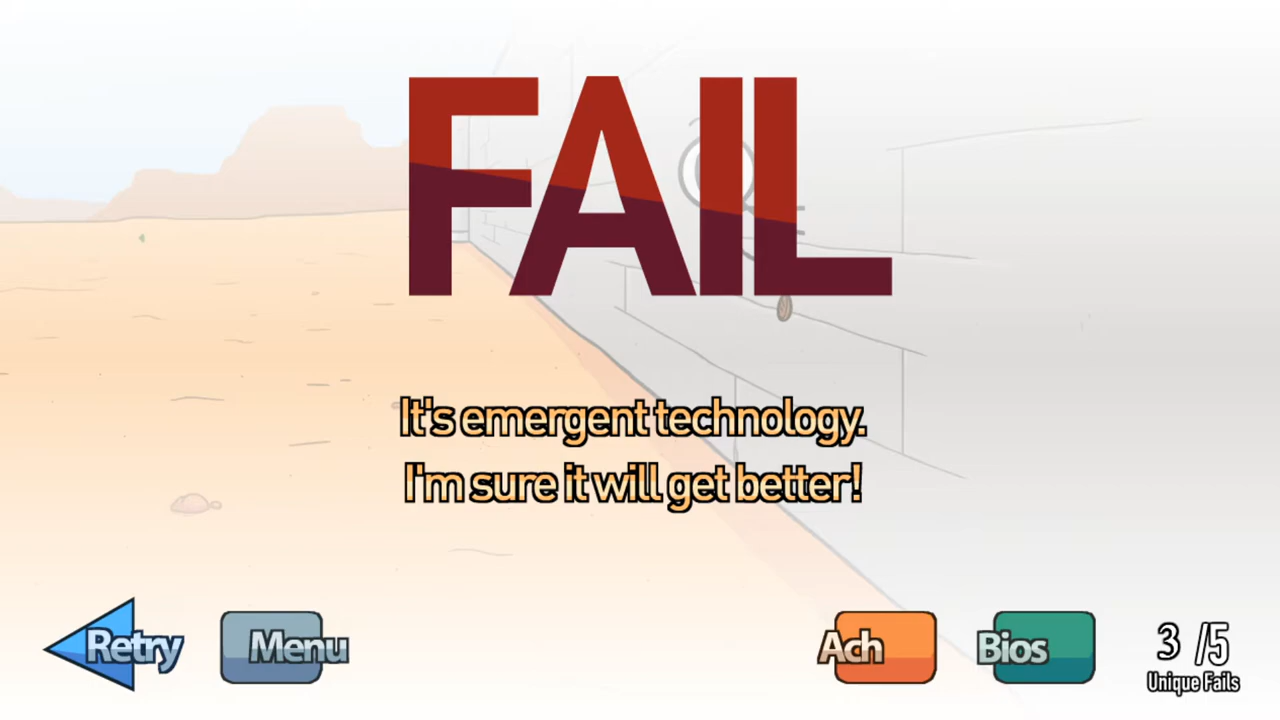 FAIL
It's emergent technology.
I'm sure it will get better!
Retry
Menu
Ach
Bios
3 /5
Unique Fails